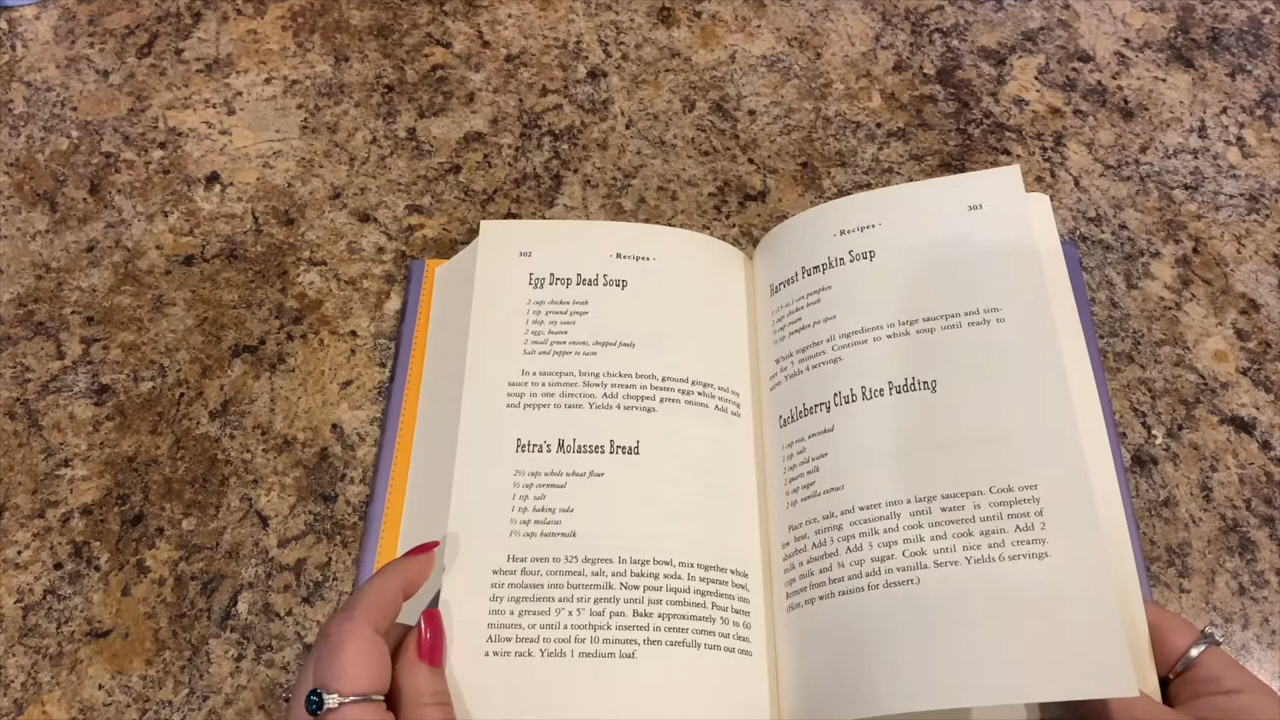 302
· Recipes ·
Egg Drop Dead Soup
2 cups chicken broth
1 tsp. ground ginger
1 tbsp. soy sauce
2 eggs, beaten
2 small green onions, chopped finely
Salt and pepper to taste
In a saucepan, bring chicken broth, ground ginger, and soy
sauce to a simmer. Slowly stream in beaten eggs while stirring
soup in one direction. Add chopped green onions. Add salt
and pepper to taste. Yields 4 servings.
Petra's Molasses Bread
cups whole wheat flour
cup cornmeal
1 tsp. salt
1 tsp. baking soda
cup molasses
cups buttermilk
Heat oven to 325 degrees. In large bowl, mix together whole
wheat flour, cornmeal, salt, and baking soda. In separate bowl,
stir molasses into buttermilk. Now pour liquid ingredients into
dry ingredients and stir gently until just combined. Pour batter
into a greased 9" x 5" loaf pan. Bake approximately 50 to 60
minutes, or until a toothpick inserted in center comes out clean.
Allow bread to cool for 10 minutes, then carefully turn out onto
a wire rack. Yields 1 medium loaf.
303
· Recipes ·
Harvest Pumpkin Soup
1 (15-oz.) can pumpkin
2 cups chicken broth
cup cream
tsp. pumpkin pie spice
Whisk together all ingredients in large saucepan and sim-
mer for 5 minutes. Continue to whisk soup until ready to
serve. Yields 4 servings.
Cackleberry Club Rice Pudding
1 cup rice, uncooked
1 tsp. salt
2 cups cold water
2 quarts milk
¾ cup sugar
2 tsp. vanilla extract
Place rice, salt, and water into a large saucepan. Cook over
low heat, stirring occasionally until water is completely
absorbed. Add 3 cups milk and cook uncovered until most of
milk is absorbed. Add 3 cups milk and cook again. Add 2
cups milk and ¾ cup sugar. Cook until nice and creamy.
Remove from heat and add in vanilla. Serve. Yields 6 servings.
(Hint, top with raisins for dessert.)